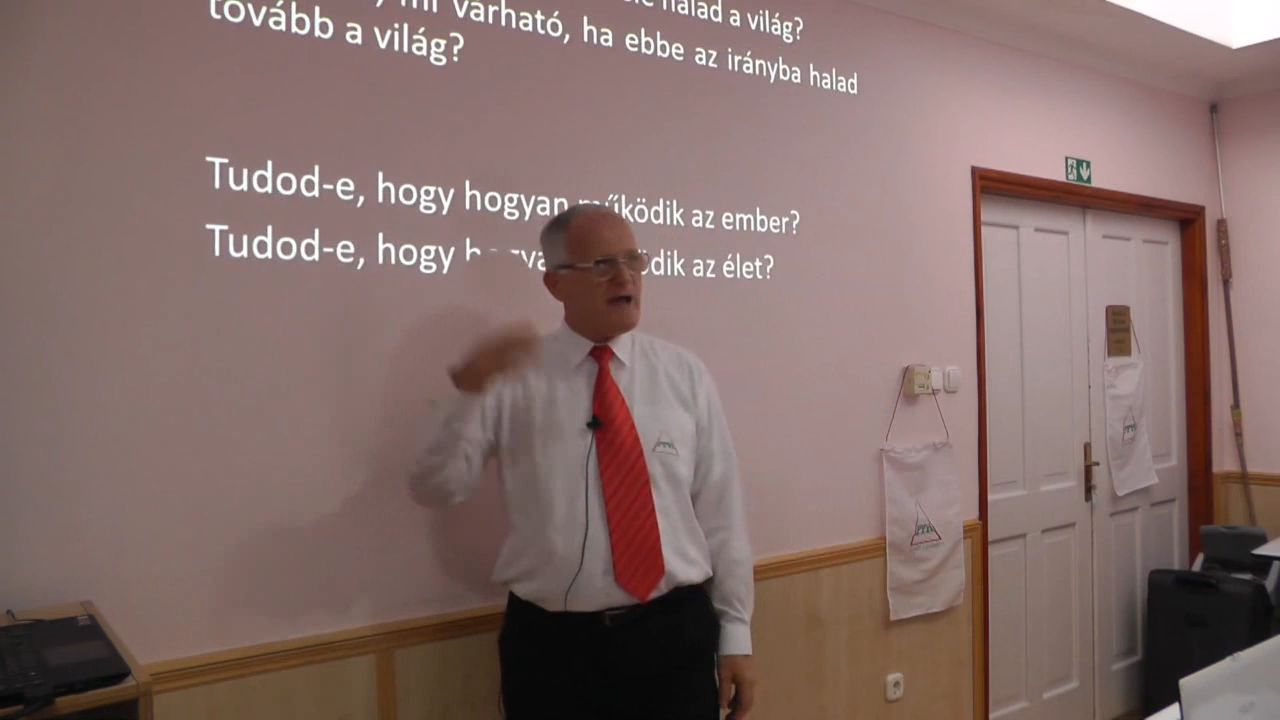 halad a világ?
mi várható, ha ebbe az irányba halad
tovább a világ?
Tudod-e, hogy hogyan működik az ember?
Tudod-e, hogy az élet?